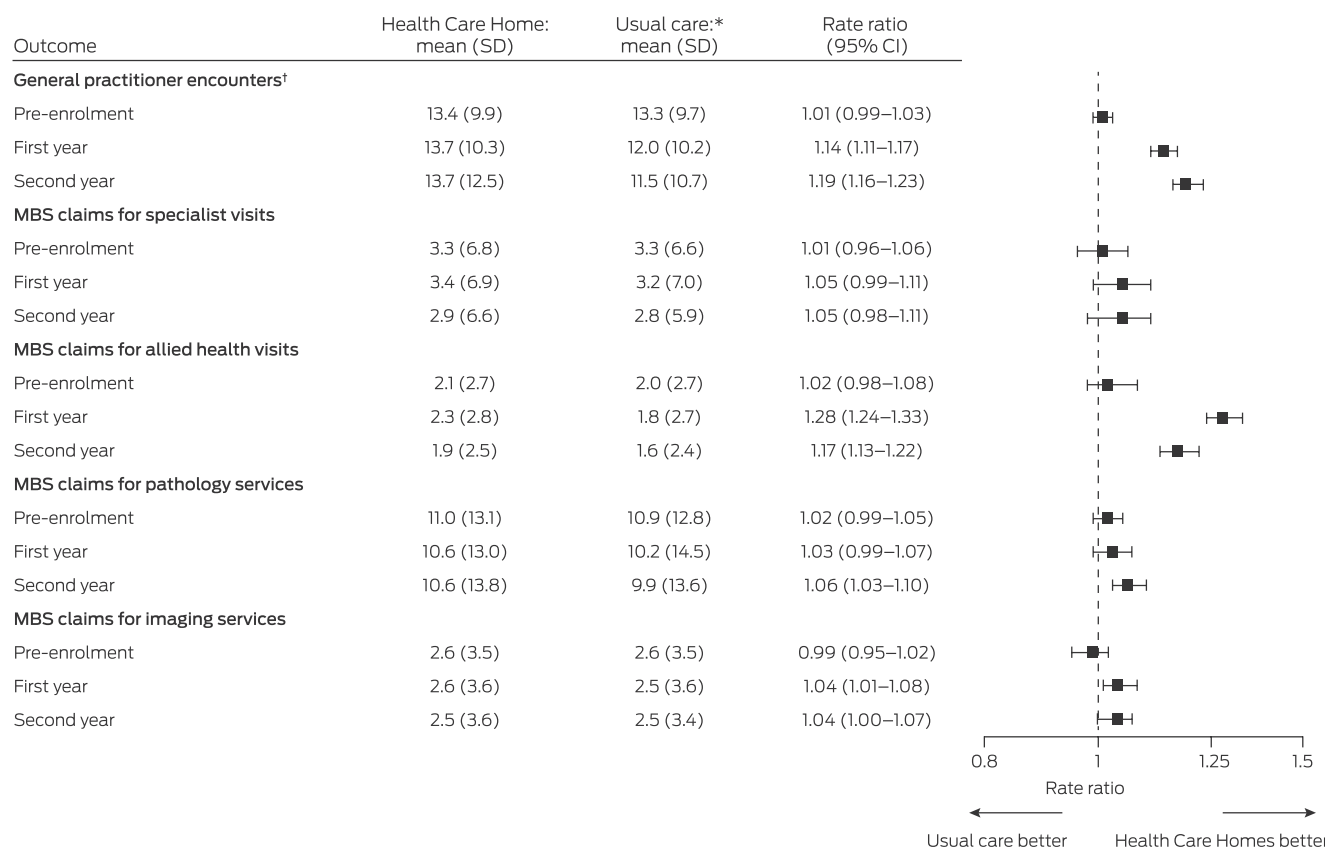 Outcome
Health Care Home: mean (SD)
Usual care:* mean (SD)
Rate ratio (95% CI)
General practitioner encounters†
Pre-enrolment 13.4 (9.9) 13.3 (9.7) 1.01 (0.99–1.03)
First year 13.7 (10.3) 12.0 (10.2) 1.14 (1.11–1.17)
Second year 13.7 (12.5) 11.5 (10.7) 1.19 (1.16–1.23)
MBS claims for specialist visits
Pre-enrolment 3.3 (6.8) 3.3 (6.6) 1.01 (0.96–1.06)
First year 3.4 (6.9) 3.2 (7.0) 1.05 (0.99–1.11)
Second year 2.9 (6.6) 2.8 (5.9) 1.05 (0.98–1.11)
MBS claims for allied health visits
Pre-enrolment 2.1 (2.7) 2.0 (2.7) 1.02 (0.98–1.08)
First year 2.3 (2.8) 1.8 (2.7) 1.28 (1.24–1.33)
Second year 1.9 (2.5) 1.6 (2.4) 1.17 (1.13–1.22)
MBS claims for pathology services
Pre-enrolment 11.0 (13.1) 10.9 (12.8) 1.02 (0.99–1.05)
First year 10.6 (13.0) 10.2 (14.5) 1.03 (0.99–1.07)
Second year 10.6 (13.8) 9.9 (13.6) 1.06 (1.03–1.10)
MBS claims for imaging services
Pre-enrolment 2.6 (3.5) 2.6 (3.5) 0.99 (0.95–1.02)
First year 2.6 (3.6) 2.5 (3.6) 1.04 (1.01–1.08)
Second year 2.5 (3.6) 2.5 (3.4) 1.04 (1.00–1.07)
0.8 1 1.25 1.5
Rate ratio
Usual care better Health Care Homes better